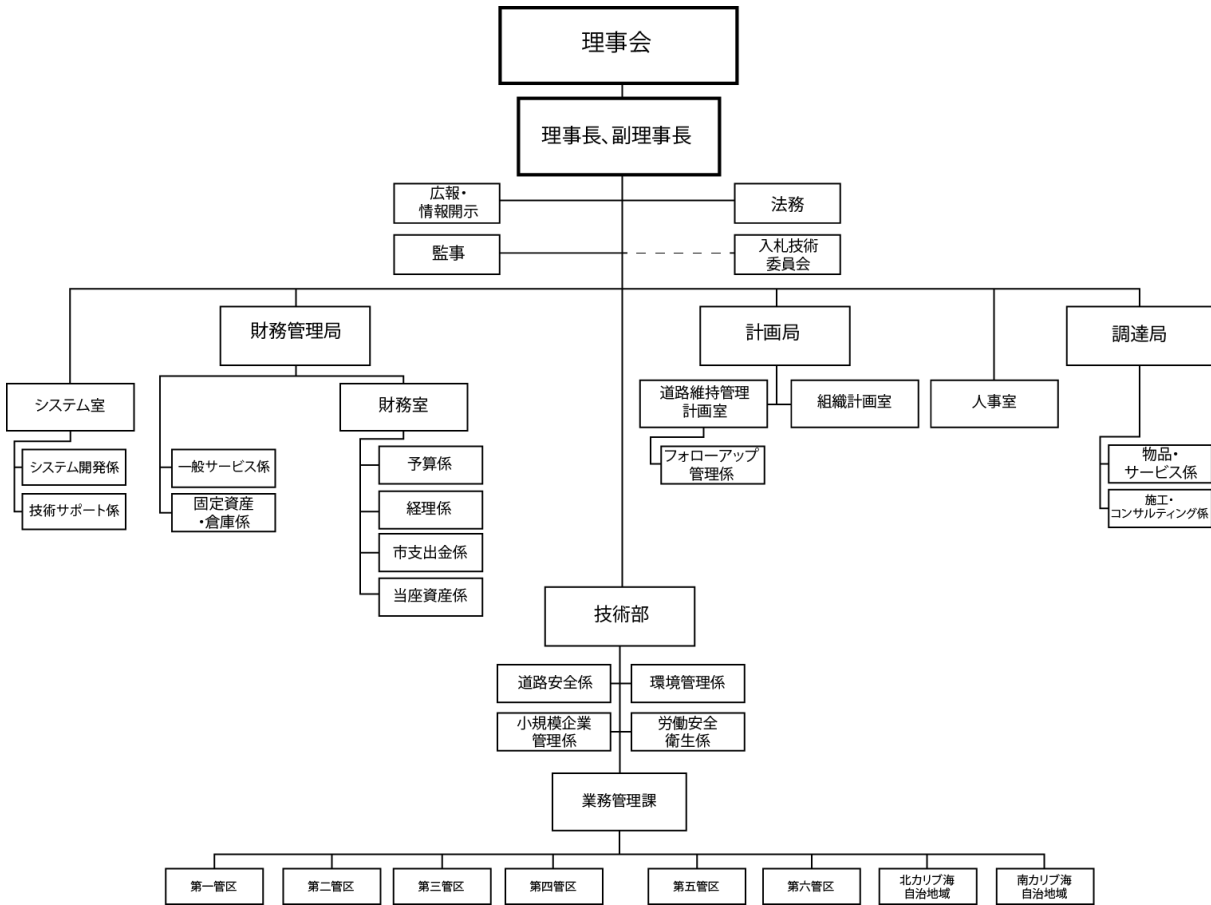 理事会
理事長、副理事長
広報・
情報開示
法務
監事
入札技術
委員会
財務管理局
計画局
調達局
システム室
財務室
道路維持管理
計画室
組織計画室
人事室
システム開発係
技術サポート係
一般サービス係
固定資産
・倉庫係
予算係
経理係
市支出金係
当座資産係
フォローアップ
管理係
物品・
サービス係
施工・
コンサルティング係
技術部
道路安全係
環境管理係
小規模企業
管理係
労働安全
衛生係
業務管理課
第一管区
第二管区
第三管区
第四管区
第五管区
第六管区
北カリブ海
自治地域
南カリブ海
自治地域